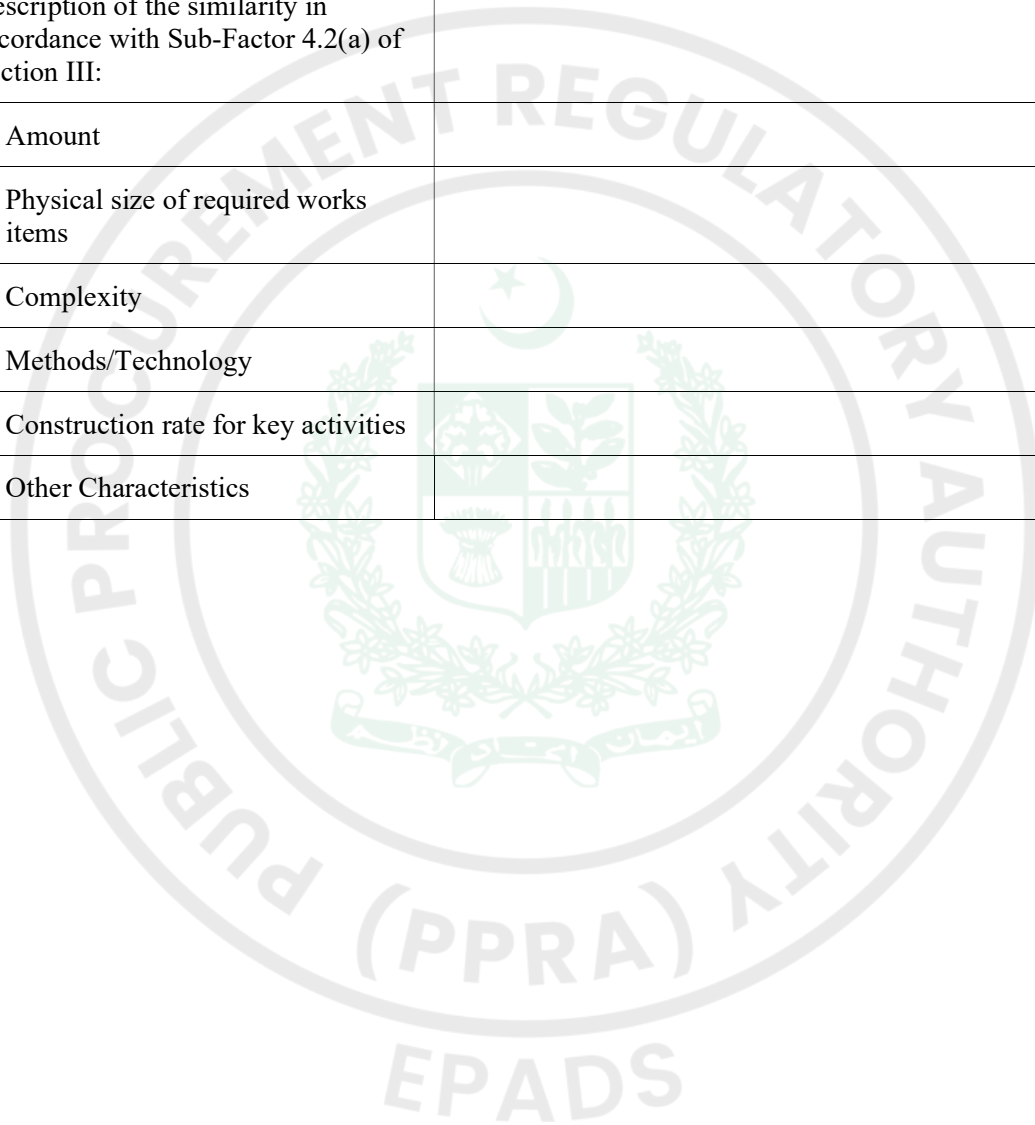 escription of the similarity in
cordance with Sub-Factor 4.2(a) of
ction III:
Amount
Physical size of required works
items
Complexity
Methods/Technology
Construction rate for key activities
Other Characteristics
PUBLIC PROCUREMENT REGULATORY AUTHORITY
(PPRA)
EPADS